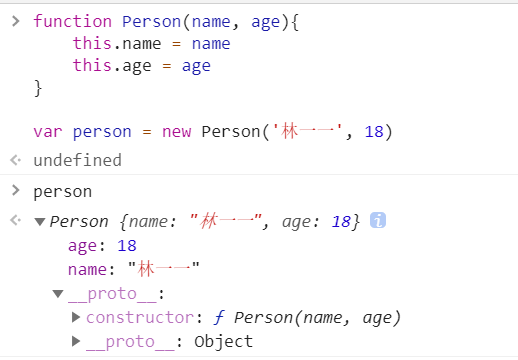 function Person(name, age){
this.name = name
this.age = age
}
var person = new Person('林一一', 18)
undefined
person
Person {name: "林一一", age: 18} i
age: 18
name: "林一一"
__proto__:
constructor: ƒ Person(name, age)
__proto__: Object